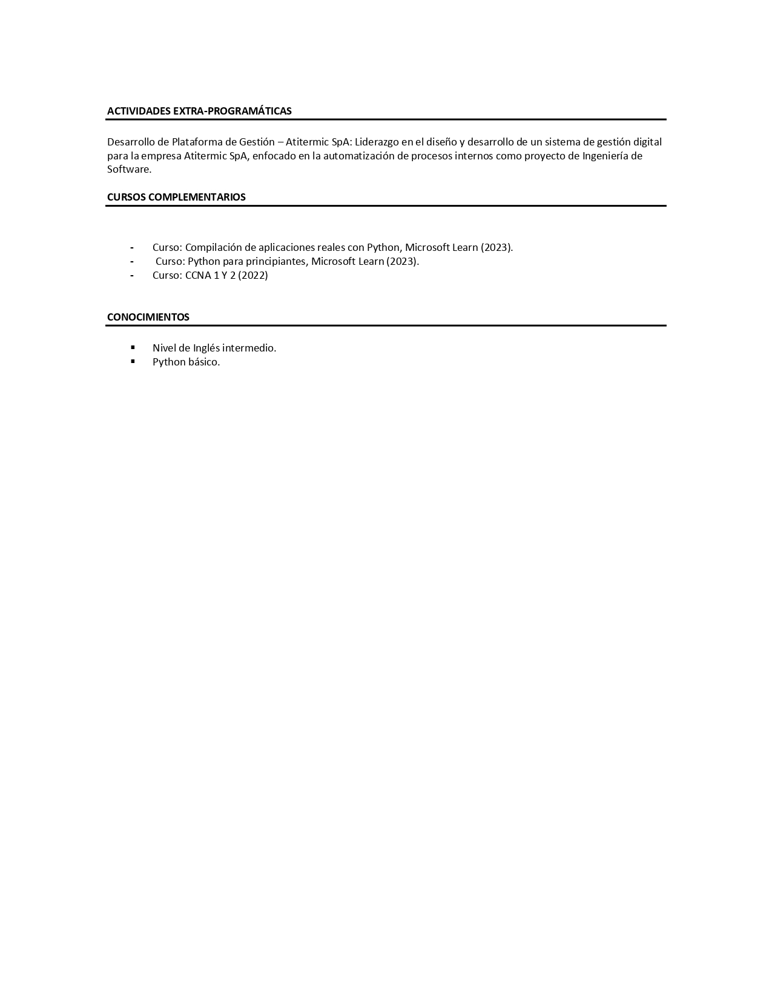 ACTIVIDADES EXTRA-PROGRAMÁTICAS
Desarrollo de Plataforma de Gestión – Atitermic SpA: Liderazgo en el diseño y desarrollo de un sistema de gestión digital
para la empresa Atitermic SpA, enfocado en la automatización de procesos internos como proyecto de Ingeniería de
Software.
CURSOS COMPLEMENTARIOS
- Curso: Compilación de aplicaciones reales con Python, Microsoft Learn (2023).
- Curso: Python para principiantes, Microsoft Learn (2023).
- Curso: CCNA 1 Y 2 (2022)
CONOCIMIENTOS
▪ Nivel de Inglés intermedio.
▪ Python básico.